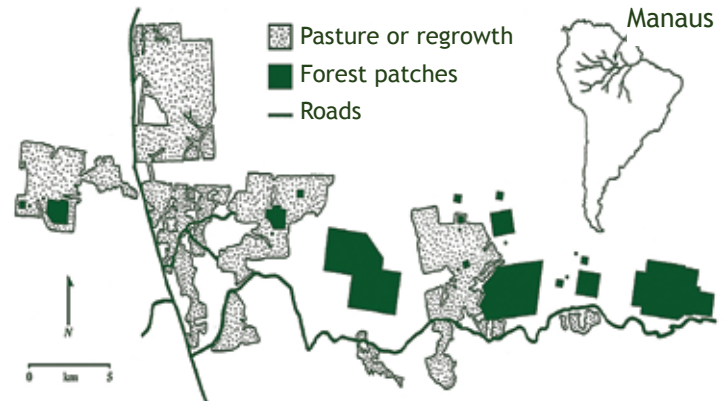 Manaus
Pasture or regrowth
Forest patches
Roads
N
0 km 5